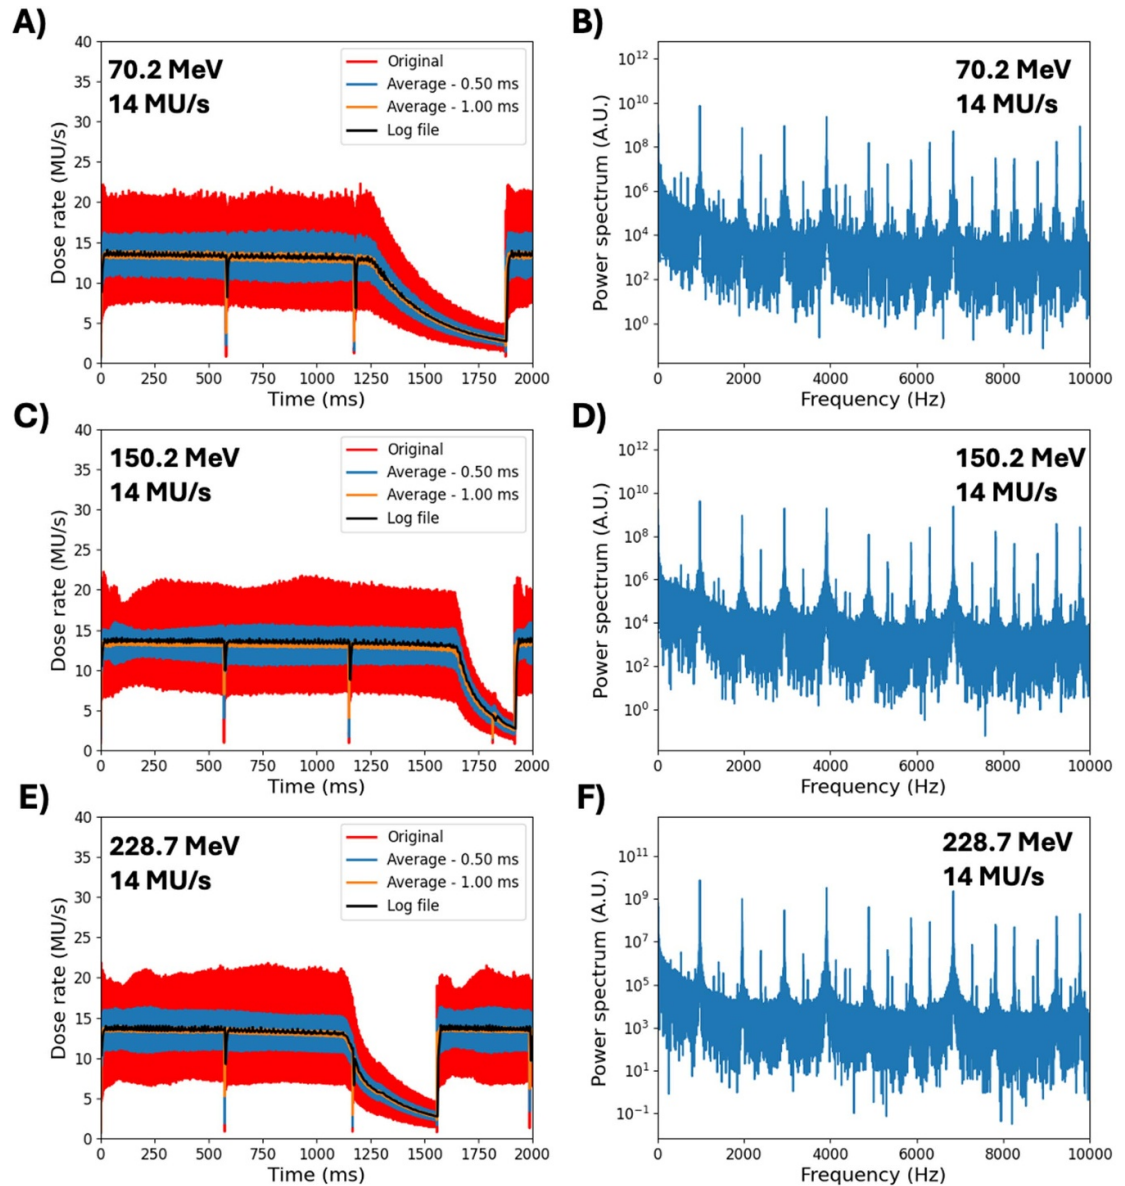 A)
70.2 MeV
14 MU/s
Original
Average - 0.50 ms
Average - 1.00 ms
Log file
40
35
30
25
20
15
10
5
0
Dose rate (MU/s)
0 250 500 750 1000 1250 1500 1750 2000
Time (ms)
B)
70.2 MeV
14 MU/s
10¹²
10¹⁰
10⁸
10⁶
10⁴
10²
10⁰
Power spectrum (A.U.)
0 2000 4000 6000 8000 10000
Frequency (Hz)
C)
150.2 MeV
14 MU/s
Original
Average - 0.50 ms
Average - 1.00 ms
Log file
40
35
30
25
20
15
10
5
0
Dose rate (MU/s)
0 250 500 750 1000 1250 1500 1750 2000
Time (ms)
D)
150.2 MeV
14 MU/s
10¹²
10¹⁰
10⁸
10⁶
10⁴
10²
10⁰
Power spectrum (A.U.)
0 2000 4000 6000 8000 10000
Frequency (Hz)
E)
228.7 MeV
14 MU/s
Original
Average - 0.50 ms
Average - 1.00 ms
Log file
40
35
30
25
20
15
10
5
0
Dose rate (MU/s)
0 250 500 750 1000 1250 1500 1750 2000
Time (ms)
F)
228.7 MeV
14 MU/s
10¹¹
10⁹
10⁷
10⁵
10³
10¹
10⁻¹
Power spectrum (A.U.)
0 2000 4000 6000 8000 10000
Frequency (Hz)